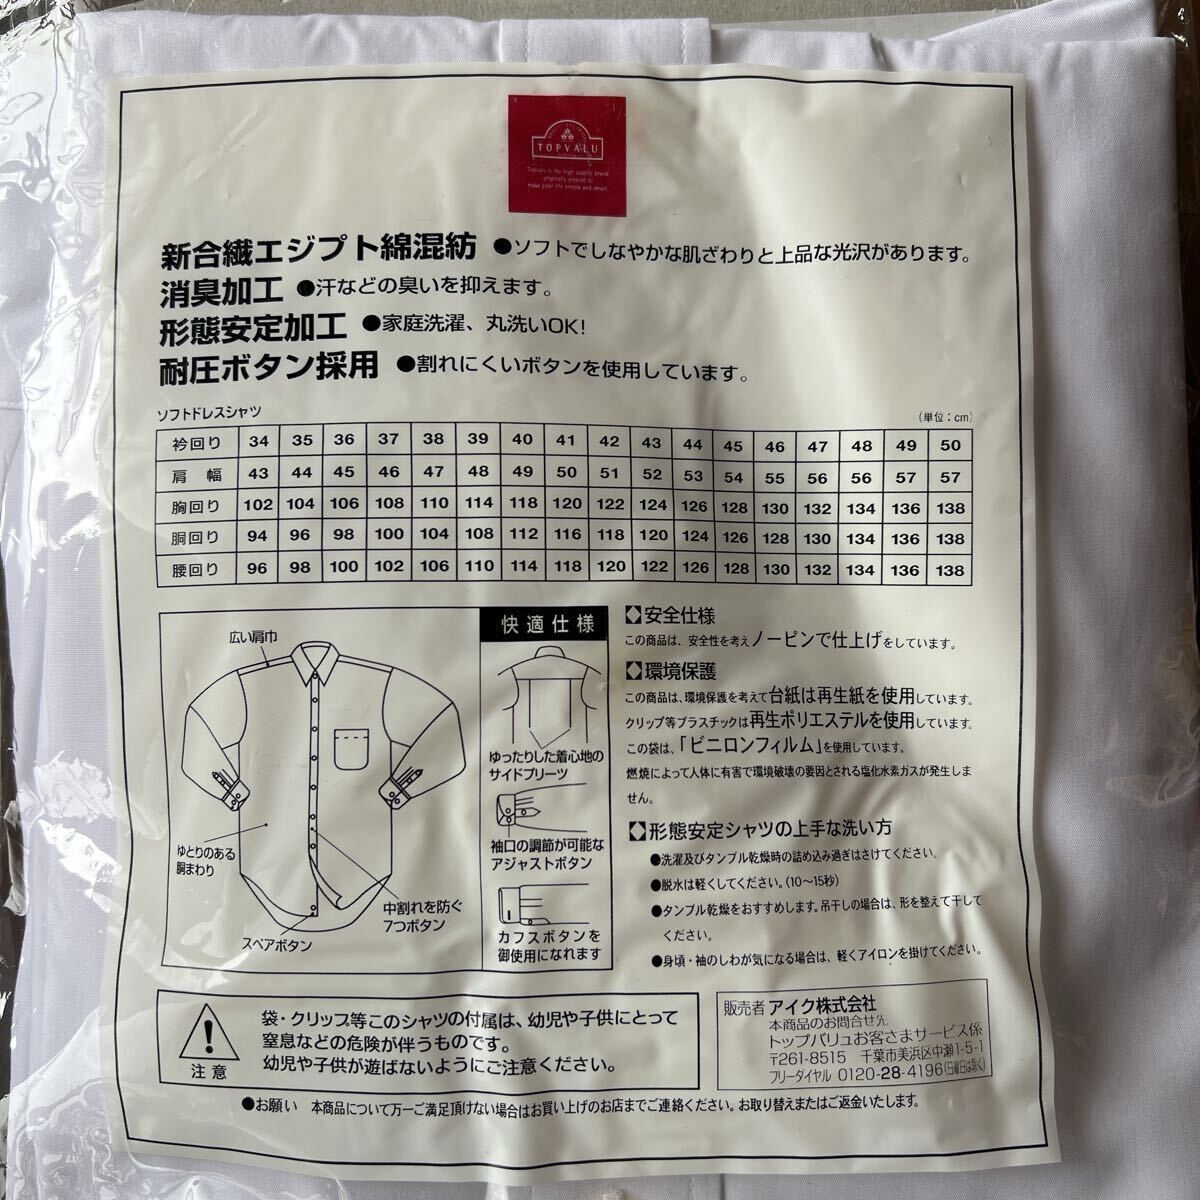 TOPVALU
Topvalu is the high quality brand
originally created to
make your life simple and smart.
新合繊エジプト綿混紡 ●ソフトでしなやかな肌ざわりと上品な光沢があります。
消臭加工 ●汗などの臭いを抑えます。
形態安定加工 ●家庭洗濯、丸洗いOK!
耐圧ボタン採用 ●割れにくいボタンを使用しています。
ソフトドレスシャツ (単位:cm)
衿回り 34 35 36 37 38 39 40 41 42 43 44 45 46 47 48 49 50
肩幅 43 44 45 46 47 48 49 50 51 52 53 54 55 56 56 57 57
胸回り 102 104 106 108 110 114 118 120 122 124 126 128 130 132 134 136 138
胴回り 94 96 98 100 104 108 112 116 118 120 124 126 128 130 134 136 138
腰回り 96 98 100 102 106 110 114 118 120 122 126 128 130 132 134 136 138
広い肩巾
ゆとりのある
胴まわり
スペアボタン
中割れを防ぐ
7つボタン
快適仕様
ゆったりした着心地の
サイドプリーツ
袖口の調節が可能な
アジャストボタン
カフスボタンを
御使用になれます
安全仕様
この商品は、安全性を考えノーピンで仕上げをしています。
環境保護
この商品は、環境保護を考えて台紙は再生紙を使用しています。
クリップ等プラスチックは再生ポリエステルを使用しています。
この袋は、「ビニロンフィルム」を使用しています。
燃焼によって人体に有害で環境破壊の要因とされる塩化水素ガスが発生しま
せん。
形態安定シャツの上手な洗い方
●洗濯及びタンブル乾燥時の詰め込み過ぎはさけてください。
●脱水は軽くしてください。(10〜15秒)
●タンブル乾燥をおすすめします。吊干しの場合は、形を整えて干して
ください。
●身頃・袖のしわが気になる場合は、軽くアイロンを掛けてください。
注意
袋・クリップ等このシャツの付属は、幼児や子供にとって
窒息などの危険が伴うものです。
幼児や子供が遊ばないようにご注意ください。
販売者 アイク株式会社
本商品のお問合せ先
トップバリュお客さまサービス係
〒261-8515 千葉市美浜区中瀬1-5-1
フリーダイヤル 0120-28-4196(日曜日は除く)
●お願い 本商品について万一ご満足頂けない場合はお買い上げのお店までご連絡ください。お取り替えまたはご返金いたします。